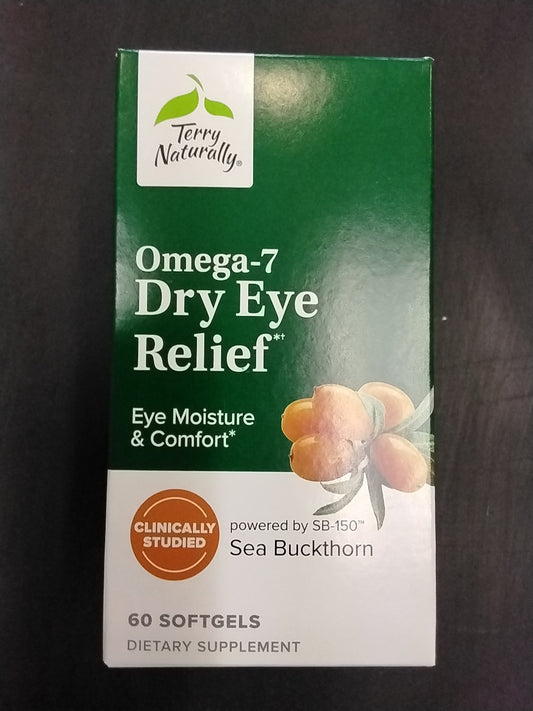 Terry
Naturally®
Omega-7
Dry Eye
Relief*†
Eye Moisture
& Comfort*
CLINICALLY
STUDIED
powered by SB-150™
Sea Buckthorn
60 SOFTGELS
DIETARY SUPPLEMENT